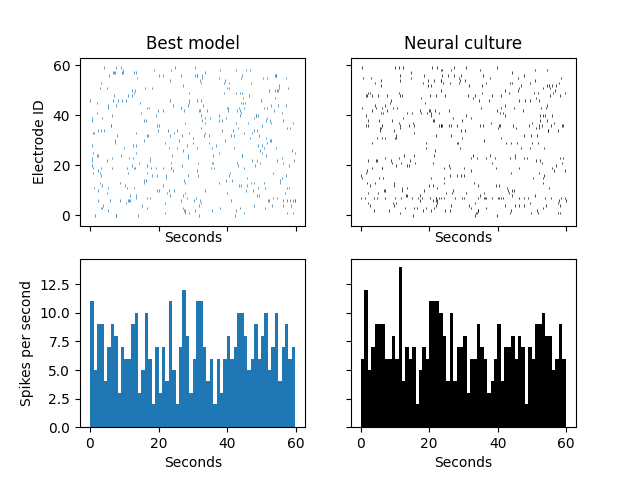 Best model
Neural culture
Electrode ID
60
40
20
0
Seconds
Seconds
Spikes per second
12.5
10.0
7.5
5.0
2.5
0.0
0 20 40 60
0 20 40 60
Seconds
Seconds